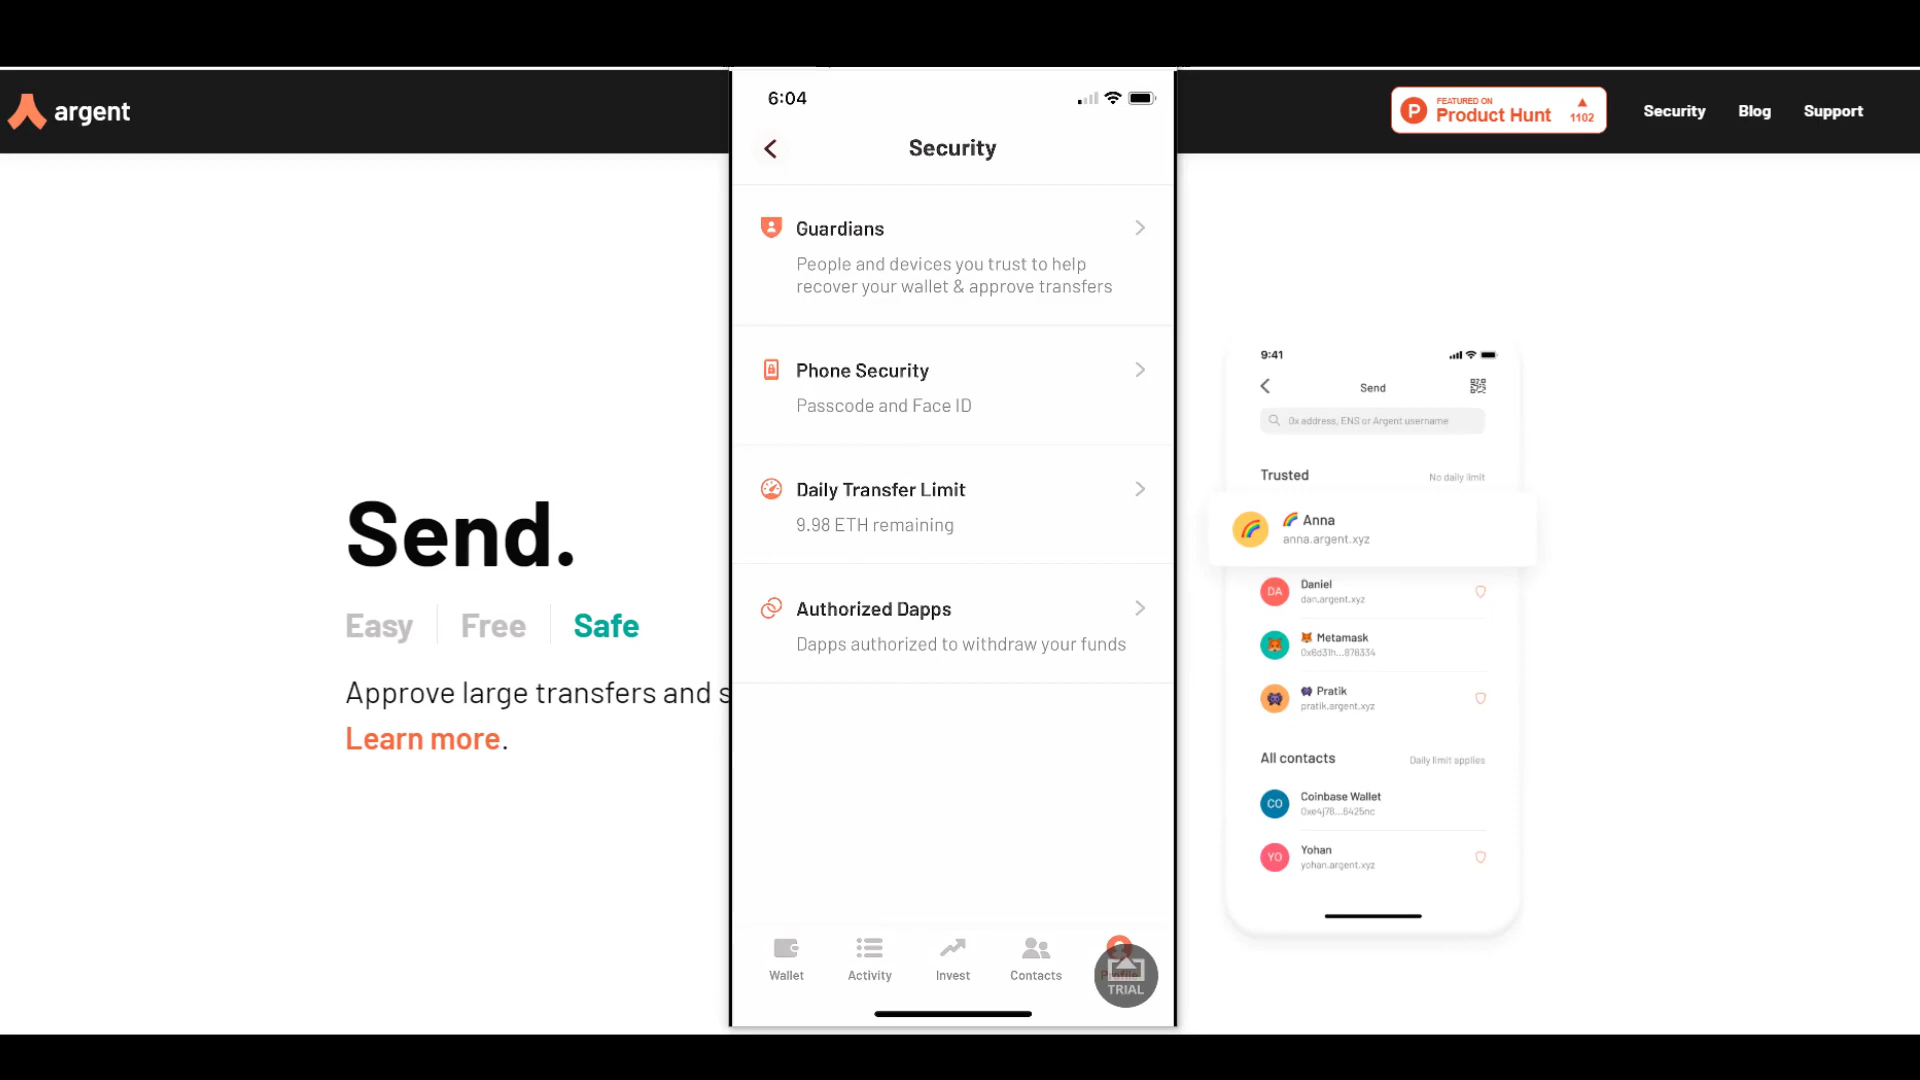 argent
FEATURED ON
Product Hunt
1102
Security
Blog
Support
Send.
Easy
Free
Safe
Approve large transfers and s
Learn more.
6:04
Security
Guardians
People and devices you trust to help
recover your wallet & approve transfers
Phone Security
Passcode and Face ID
Daily Transfer Limit
9.98 ETH remaining
Authorized Dapps
Dapps authorized to withdraw your funds
Wallet
Activity
Invest
Contacts
Profile
TRIAL
9:41
Send
0x address, ENS or Argent username
Trusted
No daily limit
Anna
anna.argent.xyz
DA
Daniel
dan.argent.xyz
Metamask
0x6d31h...878334
Pratik
pratik.argent.xyz
All contacts
Daily limit applies
CO
Coinbase Wallet
0xe4j78...6425nc
YO
Yohan
yohan.argent.xyz